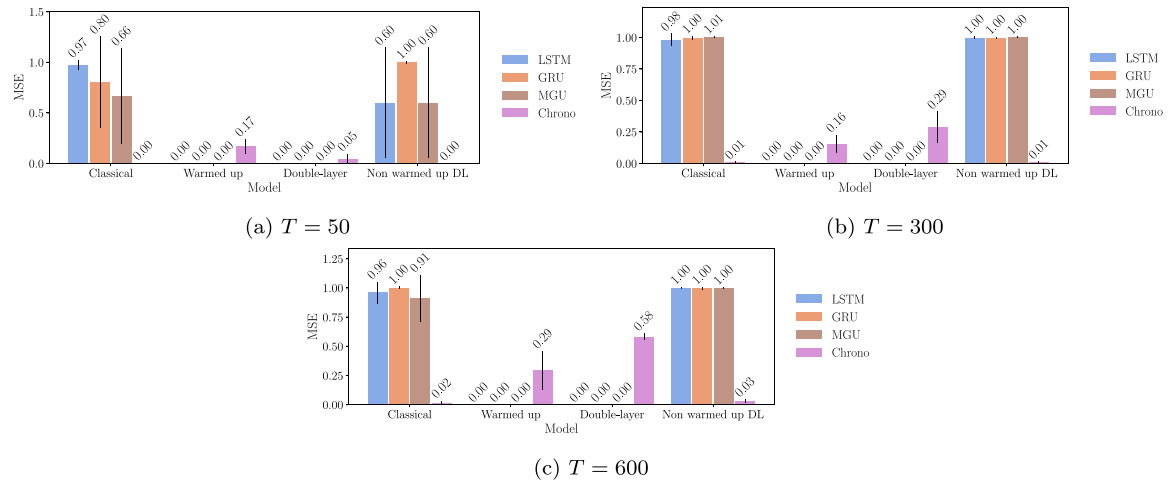 1.5
1.0
0.5
0.0
MSE
0.97
0.80
0.66
0.00
0.00
0.00
0.00
0.17
0.00
0.00
0.00
0.05
0.60
1.00
0.60
0.00
Classical
Warmed up
Double-layer
Non warmed up DL
Model
LSTM
GRU
MGU
Chrono
(a) T = 50
1.00
0.75
0.50
0.25
0.00
MSE
0.98
1.00
1.01
0.01
0.00
0.00
0.00
0.16
0.00
0.00
0.00
0.29
1.00
1.00
1.00
0.01
Classical
Warmed up
Double-layer
Non warmed up DL
Model
LSTM
GRU
MGU
Chrono
(b) T = 300
1.25
1.00
0.75
0.50
0.25
0.00
MSE
0.96
1.00
0.91
0.02
0.00
0.00
0.00
0.29
0.00
0.00
0.00
0.58
1.00
1.00
1.00
0.03
Classical
Warmed up
Double-layer
Non warmed up DL
Model
LSTM
GRU
MGU
Chrono
(c) T = 600